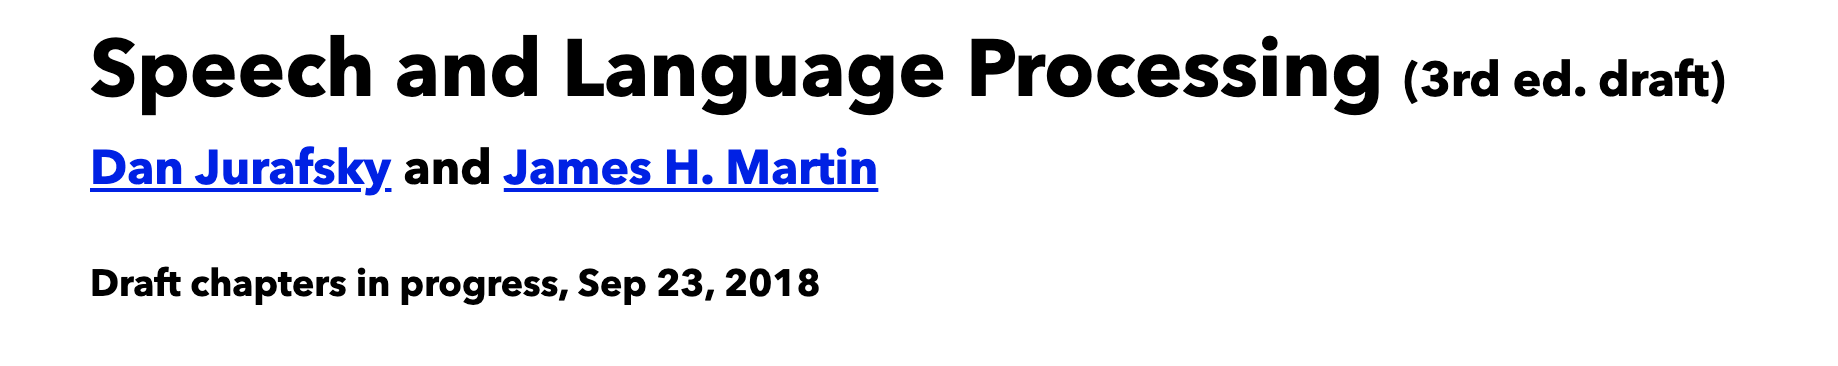 Speech and Language Processing (3rd ed. draft)
Dan Jurafsky and James H. Martin
Draft chapters in progress, Sep 23, 2018